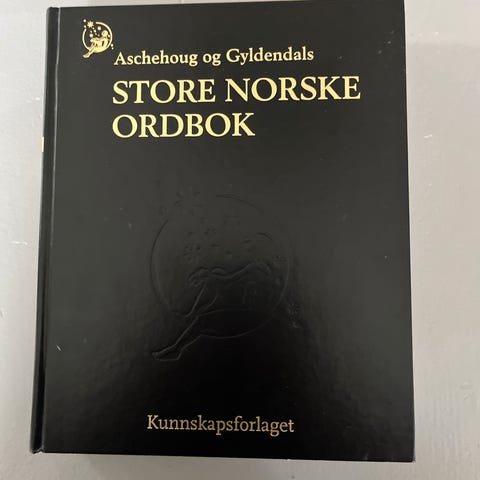 Aschehoug og Gyldendals
STORE NORSKE
ORDBOK
Kunnskapsforlaget